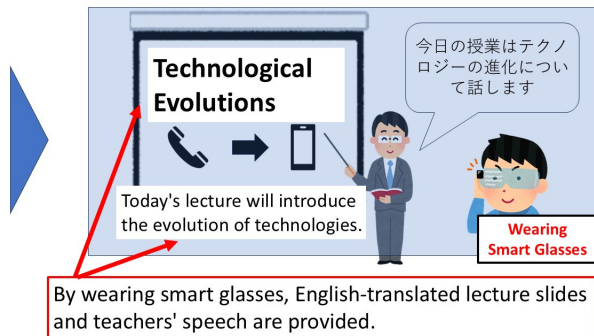 Technological
Evolutions
今日の授業はテクノ
ロジーの進化につい
て話します
Today's lecture will introduce
the evolution of technologies.
Wearing
Smart Glasses
By wearing smart glasses, English-translated lecture slides
and teachers' speech are provided.